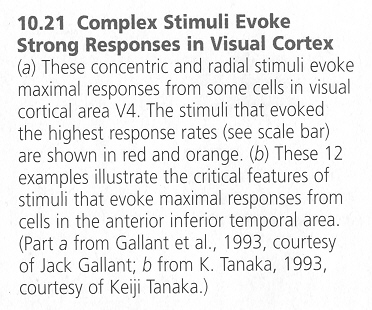 10.21 Complex Stimuli Evoke
Strong Responses in Visual Cortex
(a) These concentric and radial stimuli evoke
maximal responses from some cells in visual
cortical area V4. The stimuli that evoked
the highest response rates (see scale bar)
are shown in red and orange. (b) These 12
examples illustrate the critical features of
stimuli that evoke maximal responses from
cells in the anterior inferior temporal area.
(Part a from Gallant et al., 1993, courtesy
of Jack Gallant; b from K. Tanaka, 1993,
courtesy of Keiji Tanaka.)